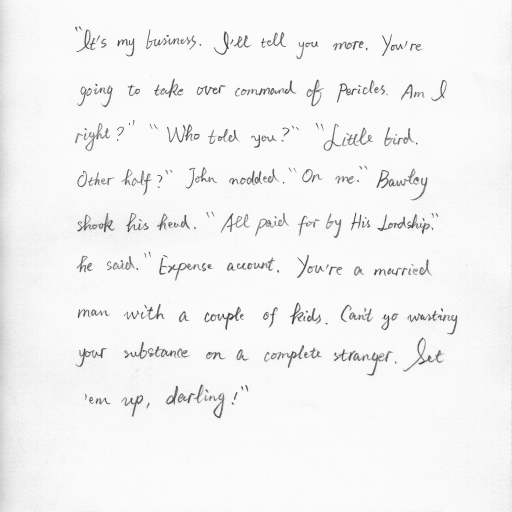 "It's my business. I'll tell you more. You're
going to take over command of Pericles. Am I
right?" "Who told you?" "Little bird.
Other half?" John nodded. "On me." Bawley
shook his head. "All paid for by His Lordship."
he said. "Expense account. You're a married
man with a couple of kids. Can't go wasting
your substance on a complete stranger. Set
'em up, darling!"